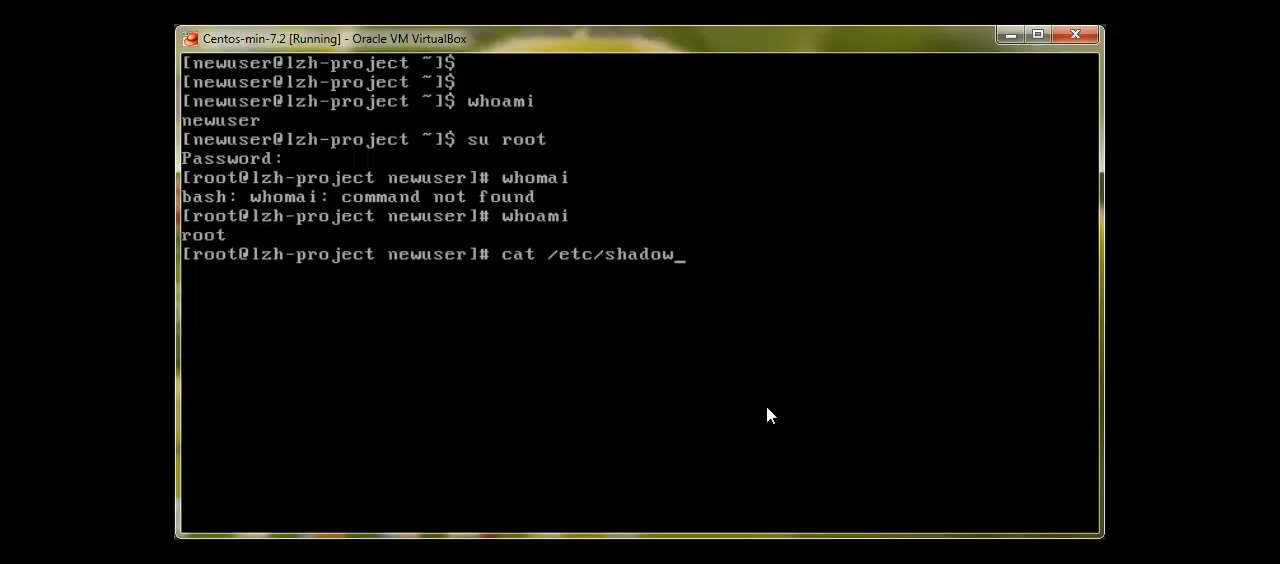 Centos-min-7.2 [Running] - Oracle VM VirtualBox
[newuser@lzh-project ~]$
[newuser@lzh-project ~]$
[newuser@lzh-project ~]$ whoami
newuser
[newuser@lzh-project ~]$ su root
Password:
[root@lzh-project newuser]# whomai
bash: whomai: command not found
[root@lzh-project newuser]# whoami
root
[root@lzh-project newuser]# cat /etc/shadow_